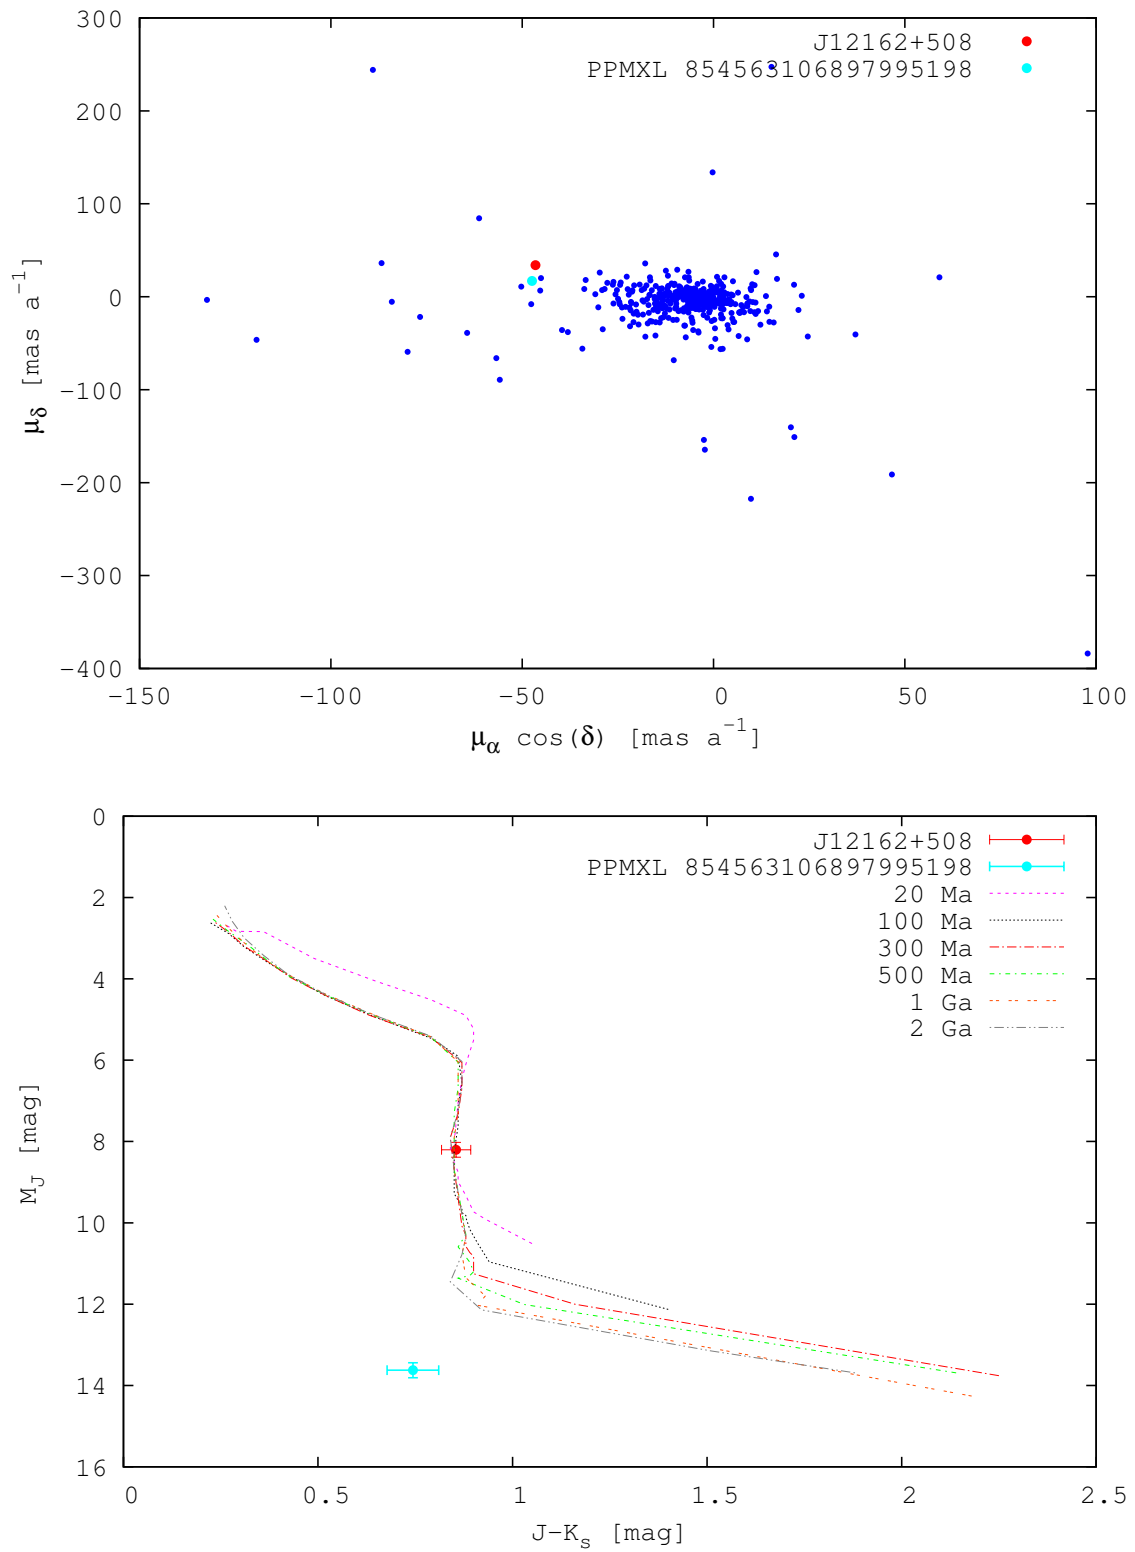 300
200
100
0
−100
−200
−300
−400
μδ [mas a−1]
J12162+508
PPMXL 854563106897995198
−150 −100 −50 0 50 100
μα cos(δ) [mas a−1]
0
2
4
6
8
10
12
14
16
MJ [mag]
J12162+508
PPMXL 854563106897995198
20 Ma
100 Ma
300 Ma
500 Ma
1 Ga
2 Ga
0 0.5 1 1.5 2 2.5
J−Ks [mag]